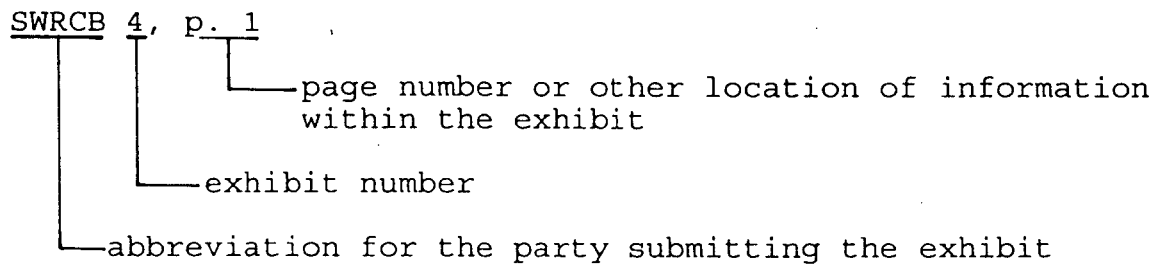 SWRCB 4, p. 1
page number or other location of information
within the exhibit
exhibit number
abbreviation for the party submitting the exhibit